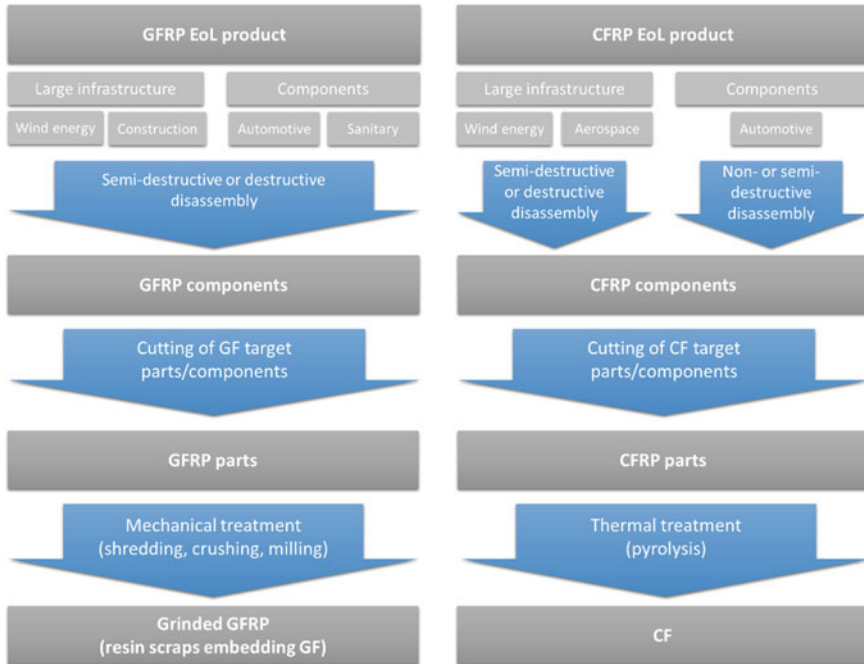 GFRP EoL product
Large infrastructure
Components
Wind energy
Construction
Automotive
Sanitary
Semi-destructive or destructive
disassembly
GFRP components
Cutting of GF target
parts/components
GFRP parts
Mechanical treatment
(shredding, crushing, milling)
Grinded GFRP
(resin scraps embedding GF)
CFRP EoL product
Large infrastructure
Components
Wind energy
Aerospace
Automotive
Semi-destructive
or destructive
disassembly
Non- or semi-
destructive
disassembly
CFRP components
Cutting of CF target
parts/components
CFRP parts
Thermal treatment
(pyrolysis)
CF